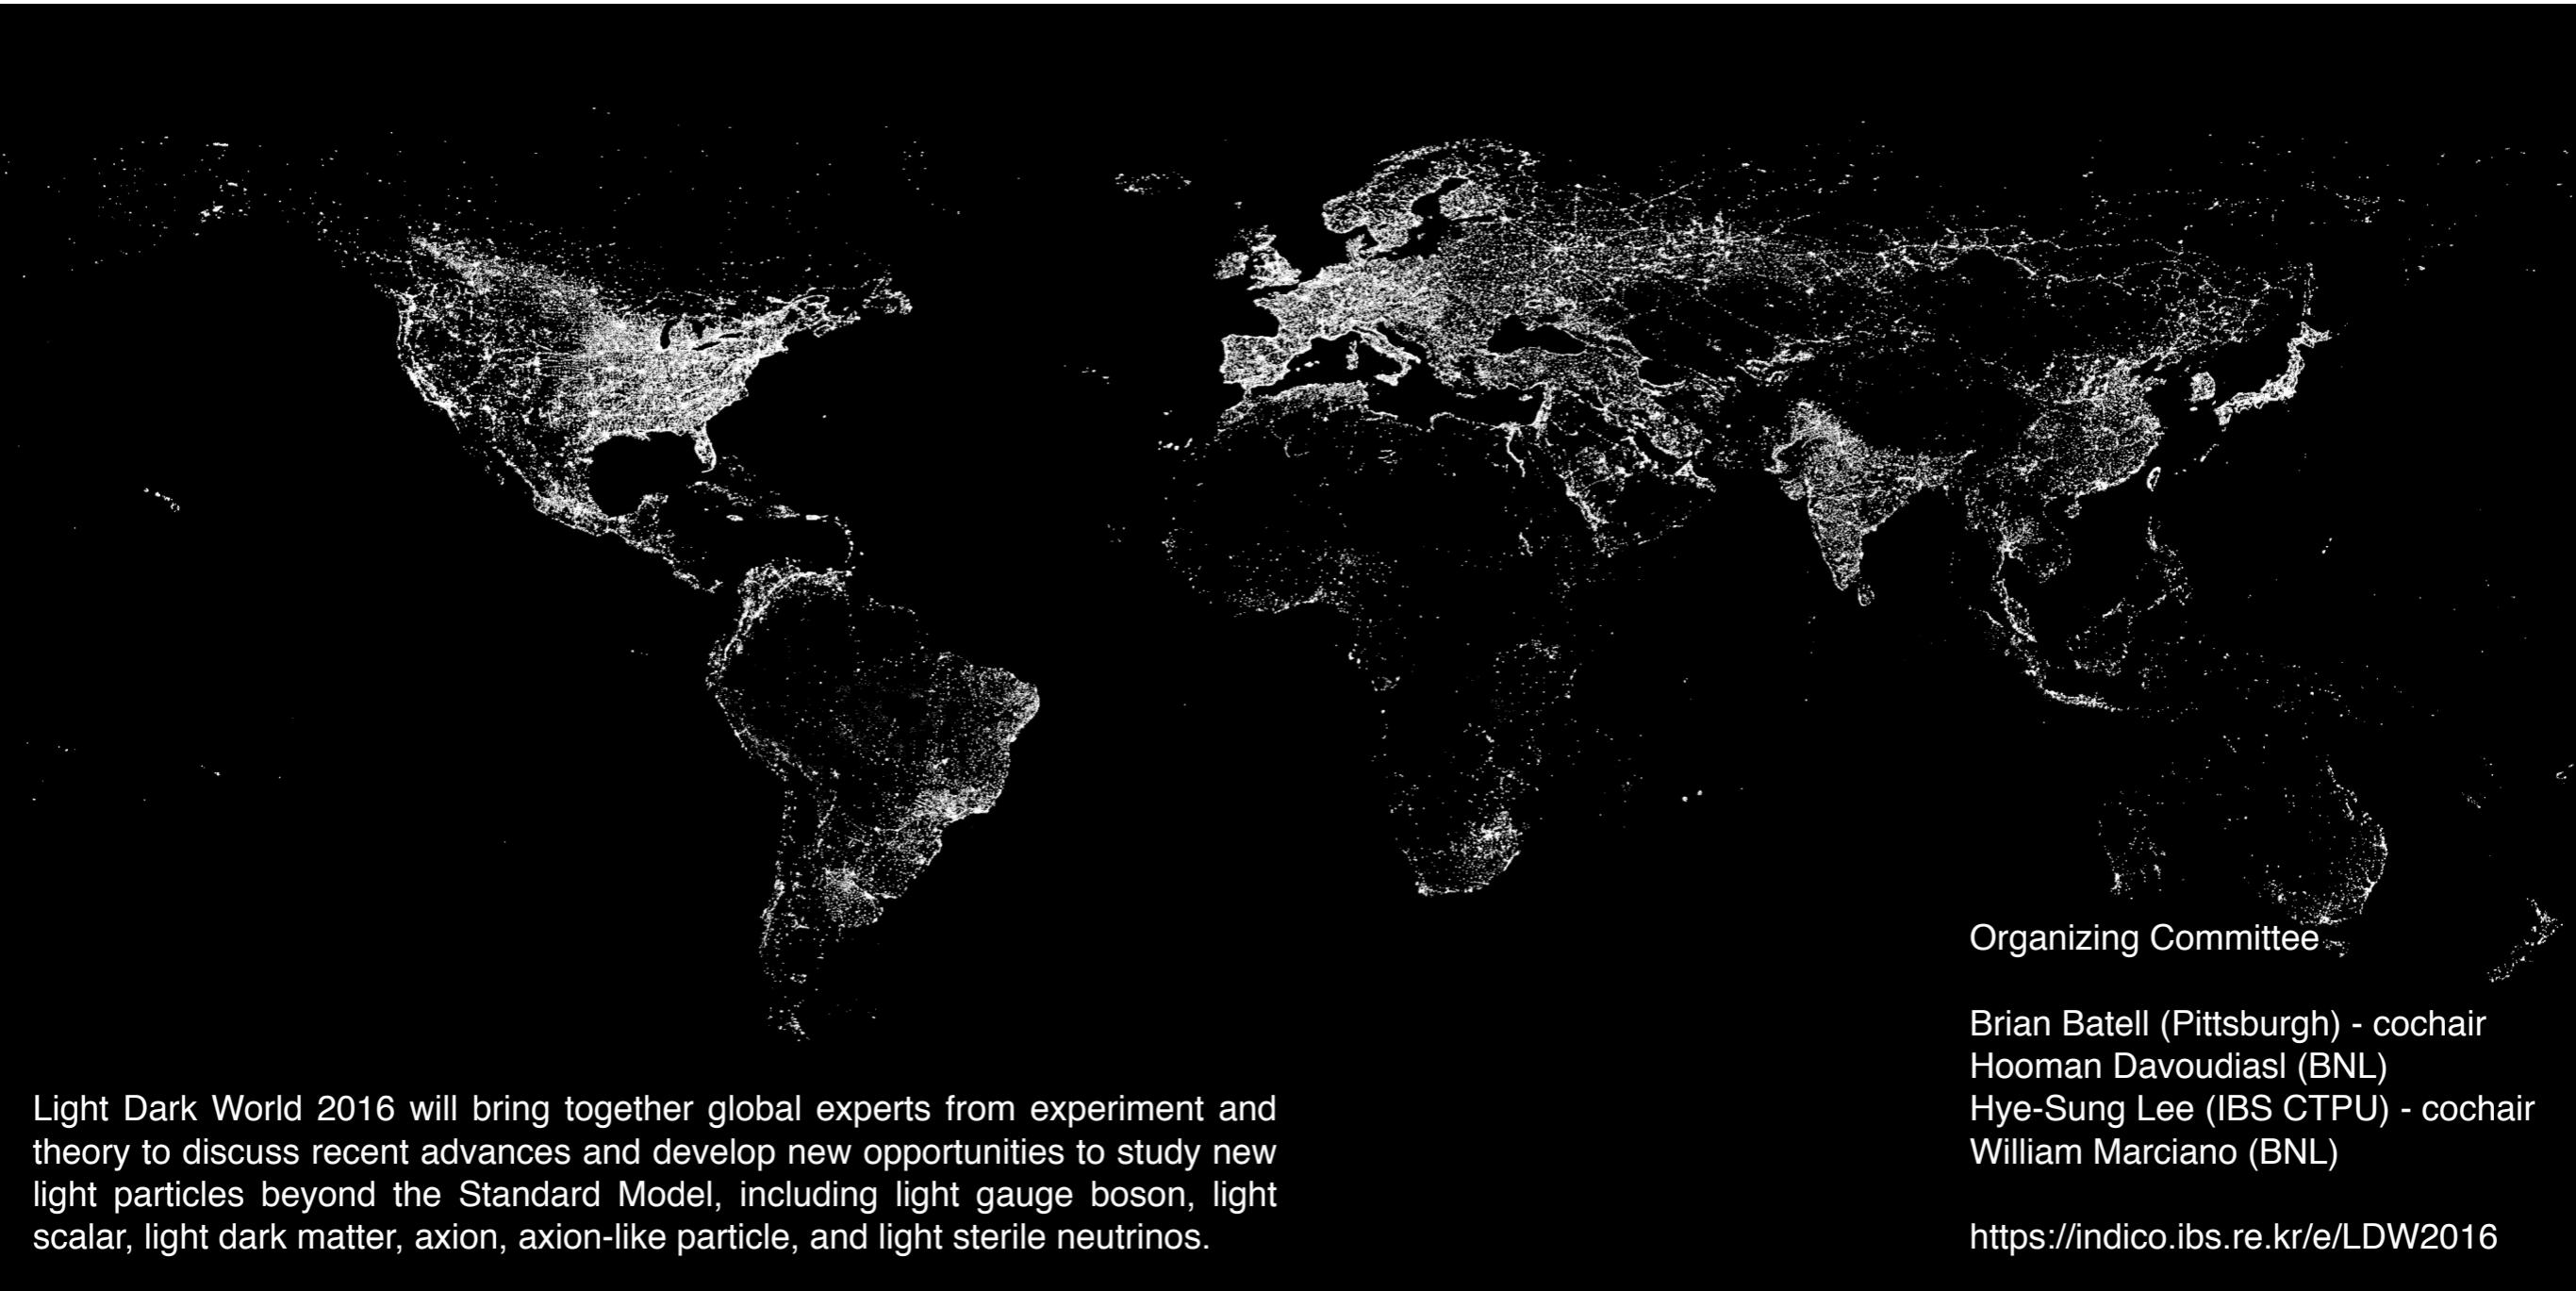 Light Dark World 2016 will bring together global experts from experiment and
theory to discuss recent advances and develop new opportunities to study new
light particles beyond the Standard Model, including light gauge boson, light
scalar, light dark matter, axion, axion-like particle, and light sterile neutrinos.
Organizing Committee
Brian Batell (Pittsburgh) - cochair
Hooman Davoudiasl (BNL)
Hye-Sung Lee (IBS CTPU) - cochair
William Marciano (BNL)
https://indico.ibs.re.kr/e/LDW2016